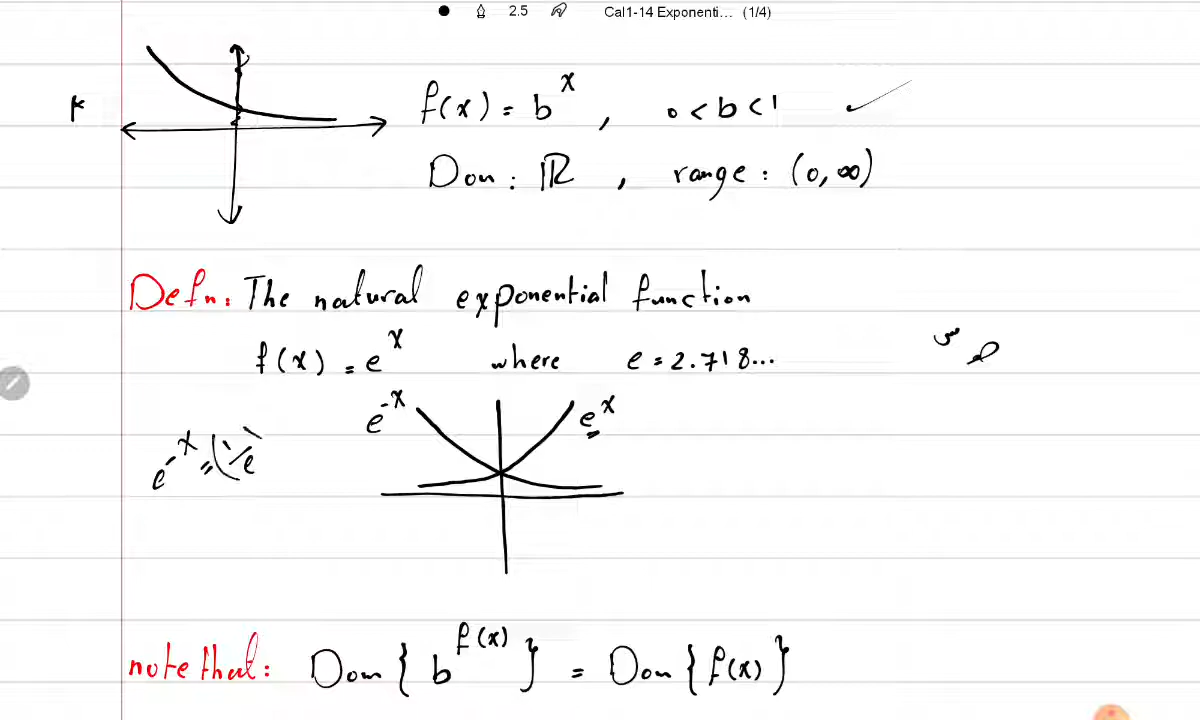 2.5 Cal1-14 Exponenti... (1/4)
f(x) = b^x , 0 < b < 1
Dom : ℝ , range : (0, ∞)
Defn: The natural exponential function
f(x) = e^x where e = 2.718...
e^-x e^x
e^-x = (1/e)
note that: Dom { b^f(x) } = Dom { f(x) }